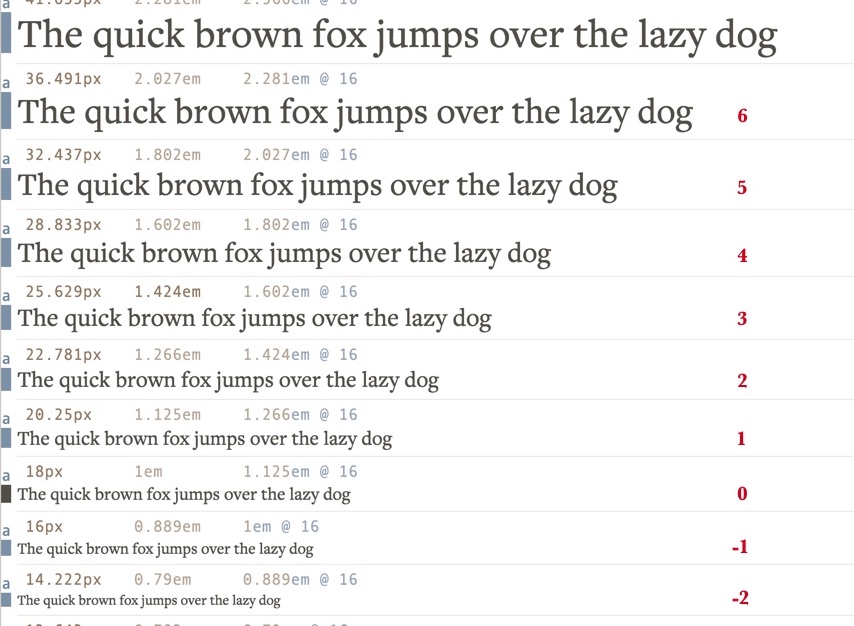 The quick brown fox jumps over the lazy dog
a 36.491px 2.027em 2.281em @ 16
The quick brown fox jumps over the lazy dog 6
a 32.437px 1.802em 2.027em @ 16
The quick brown fox jumps over the lazy dog 5
a 28.833px 1.602em 1.802em @ 16
The quick brown fox jumps over the lazy dog 4
a 25.629px 1.424em 1.602em @ 16
The quick brown fox jumps over the lazy dog 3
a 22.781px 1.266em 1.424em @ 16
The quick brown fox jumps over the lazy dog 2
a 20.25px 1.125em 1.266em @ 16
The quick brown fox jumps over the lazy dog 1
a 18px 1em 1.125em @ 16
The quick brown fox jumps over the lazy dog 0
a 16px 0.889em 1em @ 16
The quick brown fox jumps over the lazy dog -1
a 14.222px 0.79em 0.889em @ 16
The quick brown fox jumps over the lazy dog -2